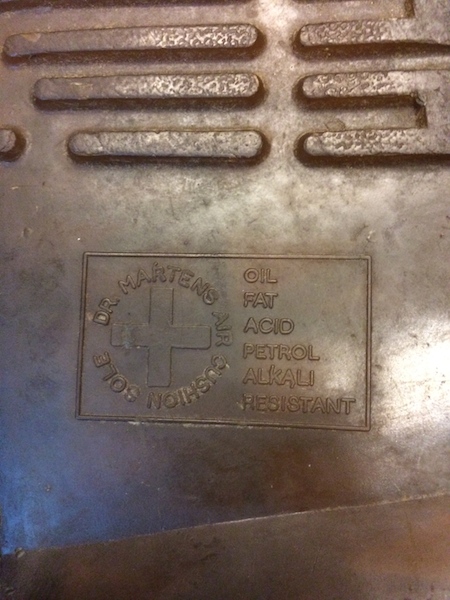 DR MARTENS AIR CUSHION SOLE
OIL
FAT
ACID
PETROL
ALKALI
RESISTANT